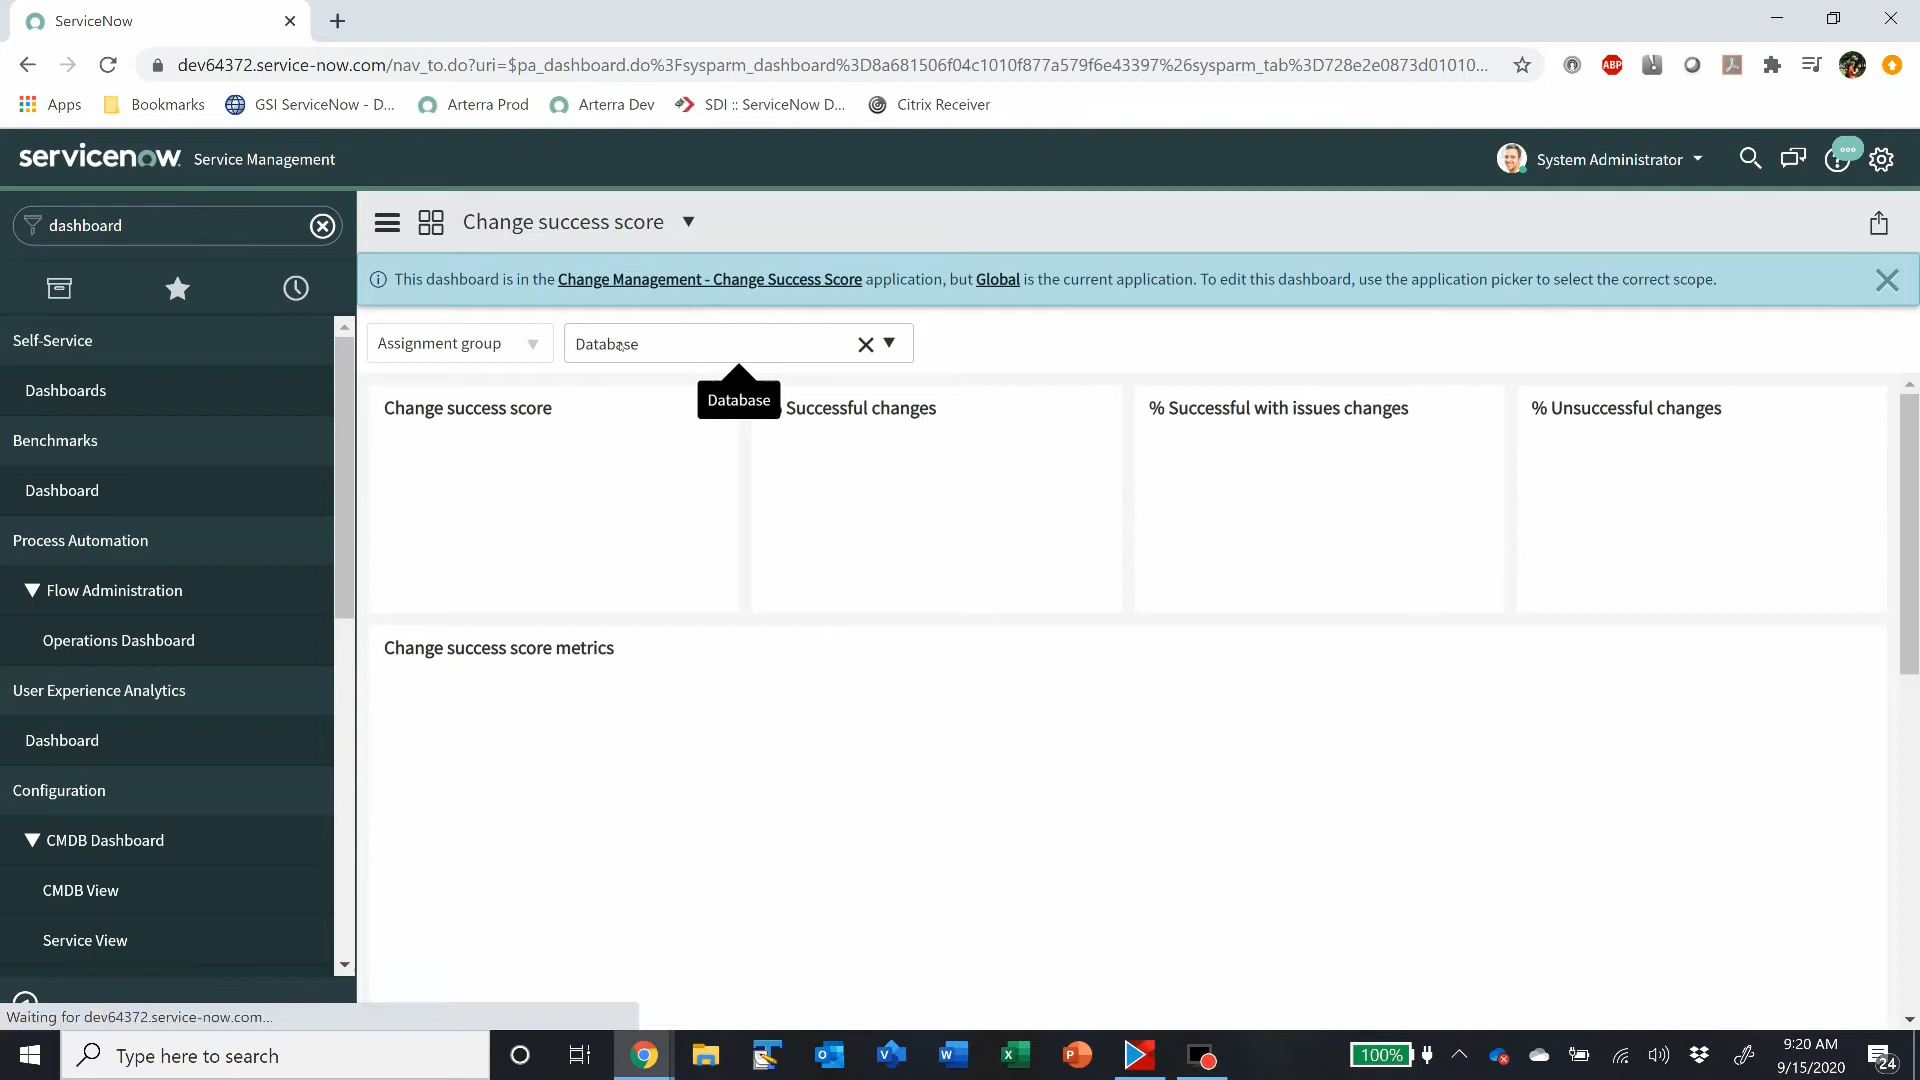 ServiceNow
dev64372.service-now.com/nav_to.do?uri=$pa_dashboard.do%3Fsysparm_dashboard%3D8a681506f04c1010f877a579f6e43397%26sysparm_tab%3D728e2e0873d01010...
ABP
Apps
Bookmarks
GSI ServiceNow - D...
Arterra Prod
Arterra Dev
SDI :: ServiceNow D...
Citrix Receiver
servicenow Service Management
System Administrator
dashboard
Change success score
This dashboard is in the Change Management - Change Success Score application, but Global is the current application. To edit this dashboard, use the application picker to select the correct scope.
Assignment group
Database
Database
Change success score
Successful changes
% Successful with issues changes
% Unsuccessful changes
Change success score metrics
Self-Service
Dashboards
Benchmarks
Dashboard
Process Automation
Flow Administration
Operations Dashboard
User Experience Analytics
Dashboard
Configuration
CMDB Dashboard
CMDB View
Service View
Waiting for dev64372.service-now.com...
Type here to search
100%
9:20 AM
9/15/2020
24